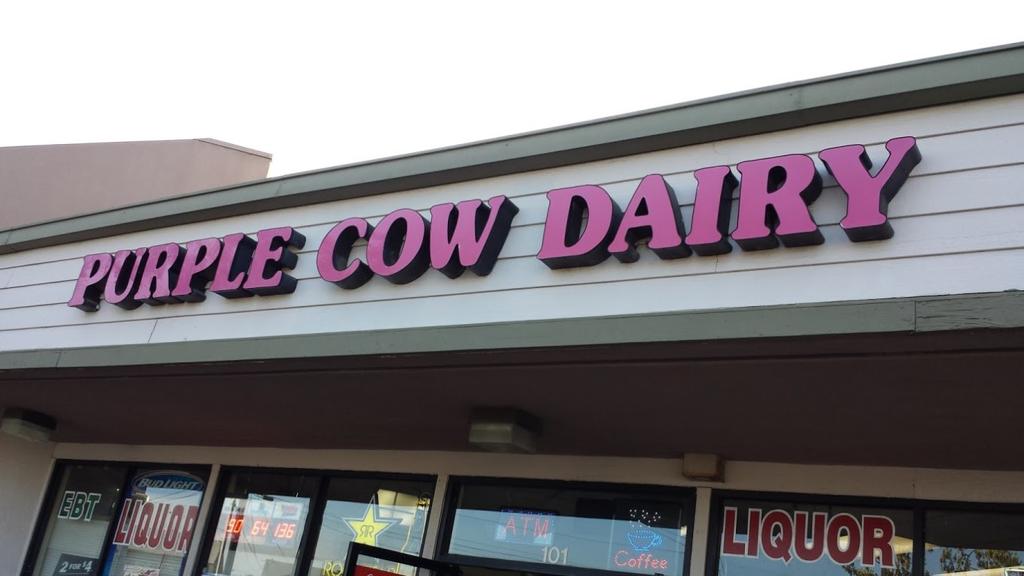 PURPLE COW DAIRY
EBT
BUD LIGHT
LIQUOR
2 FOR $4
90 64 136
R
ATM
101
Coffee
LIQUOR